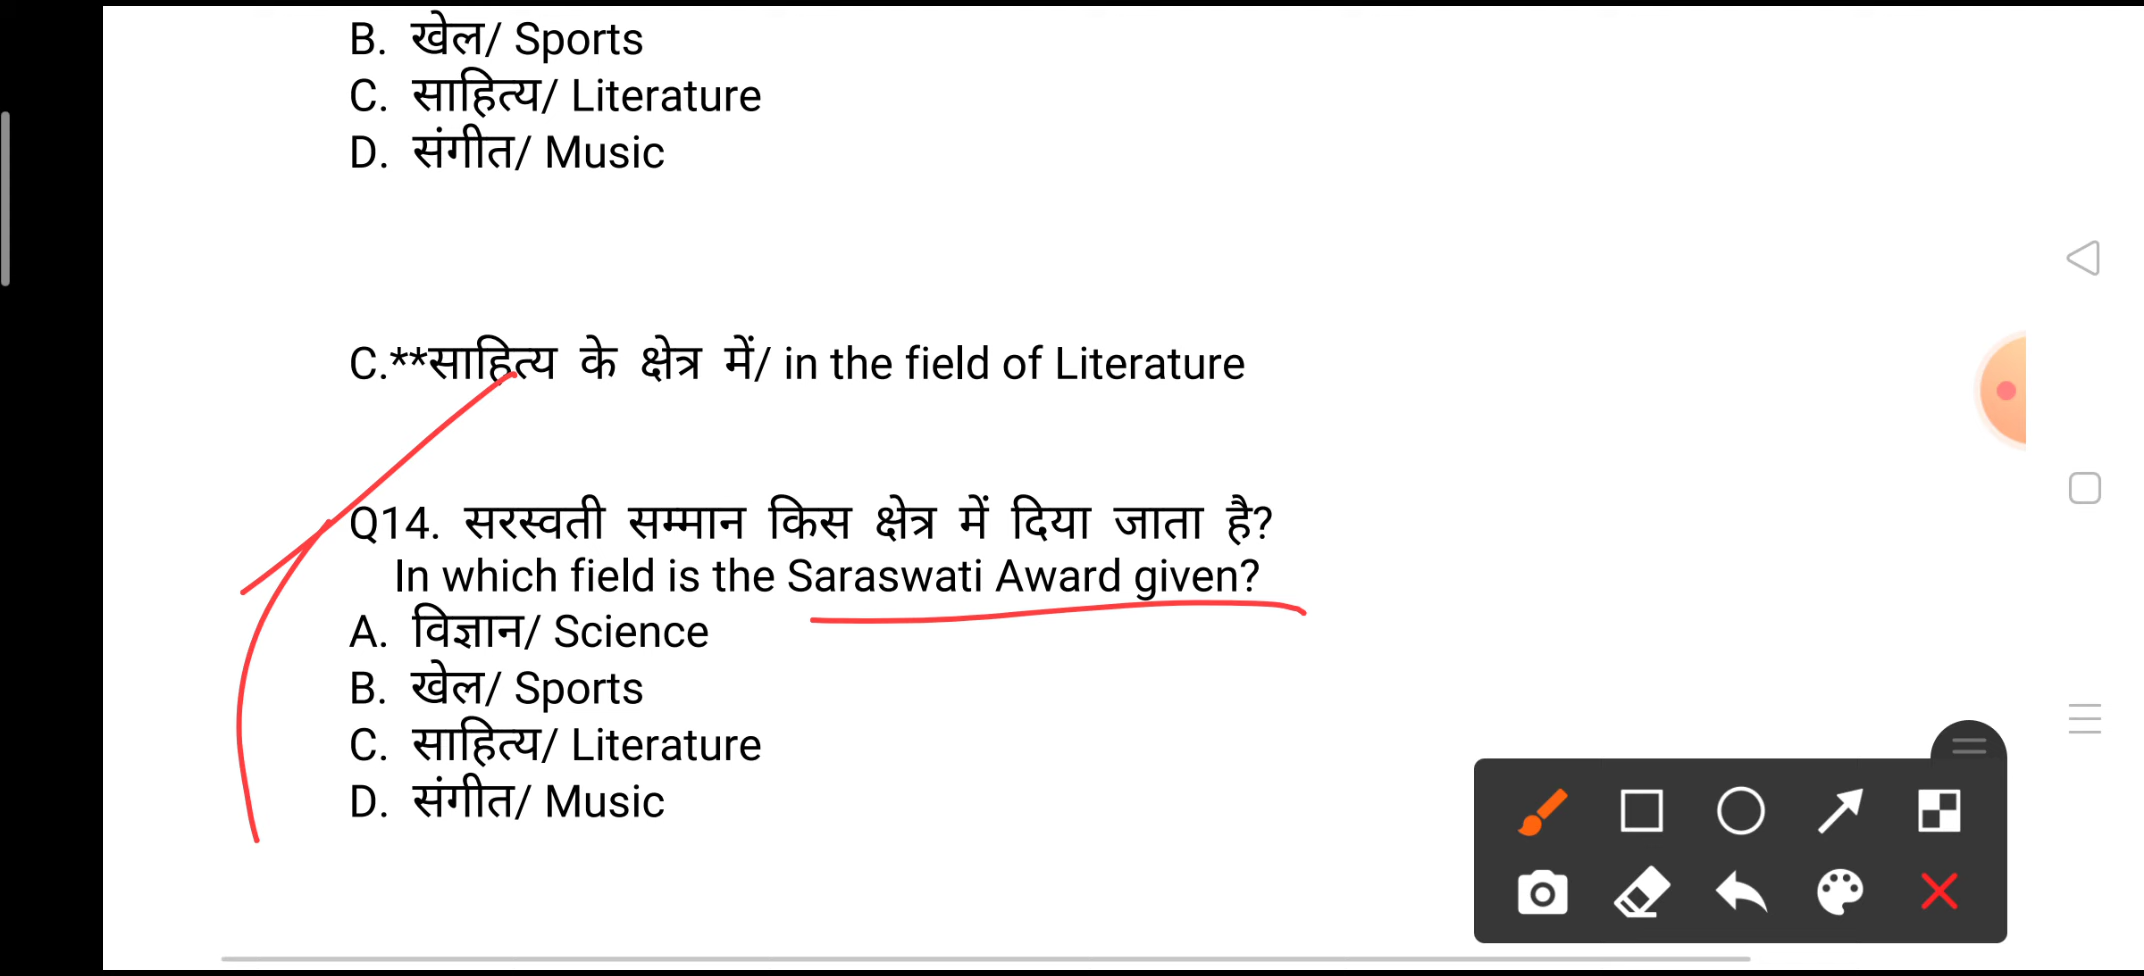 B. खेल/ Sports
C. साहित्य/ Literature
D. संगीत/ Music
C.**साहित्य के क्षेत्र में/ in the field of Literature
Q14. सरस्वती सम्मान किस क्षेत्र में दिया जाता है?
In which field is the Saraswati Award given?
A. विज्ञान/ Science
B. खेल/ Sports
C. साहित्य/ Literature
D. संगीत/ Music